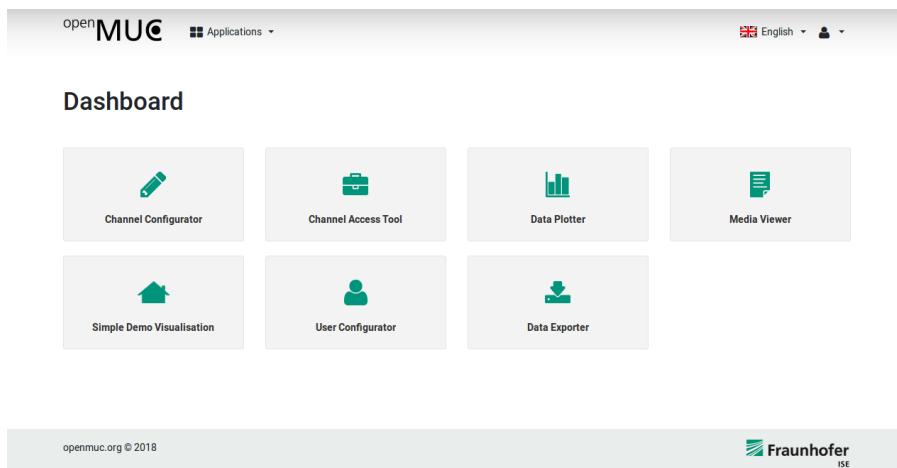 openMUC Applications English
Dashboard
Channel Configurator Channel Access Tool Data Plotter Media Viewer
Simple Demo Visualisation User Configurator Data Exporter
openmuc.org © 2018 Fraunhofer
ISE